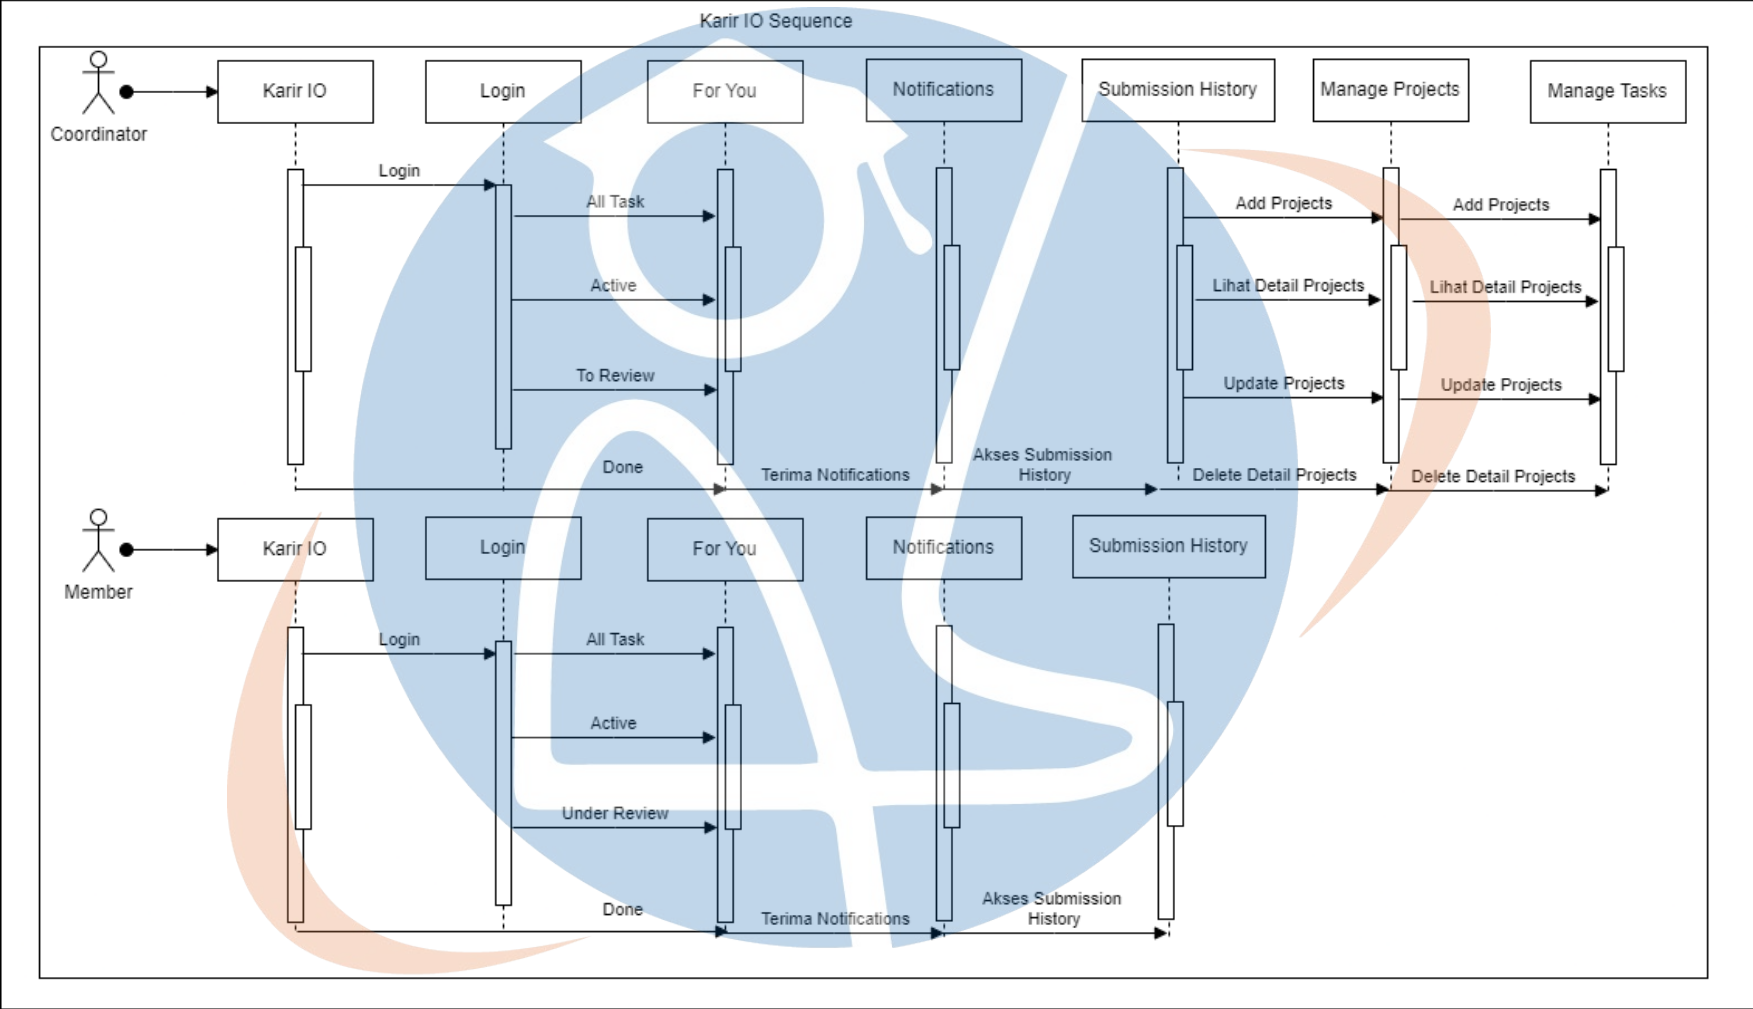 Karir IO Sequence
Coordinator
Karir IO
Login
For You
Notifications
Submission History
Manage Projects
Manage Tasks
Login
All Task
Add Projects
Add Projects
Active
Lihat Detail Projects
Lihat Detail Projects
To Review
Update Projects
Update Projects
Done
Terima Notifications
Akses Submission
History
Delete Detail Projects
Delete Detail Projects
Member
Karir IO
Login
For You
Notifications
Submission History
Login
All Task
Active
Under Review
Done
Terima Notifications
Akses Submission
History